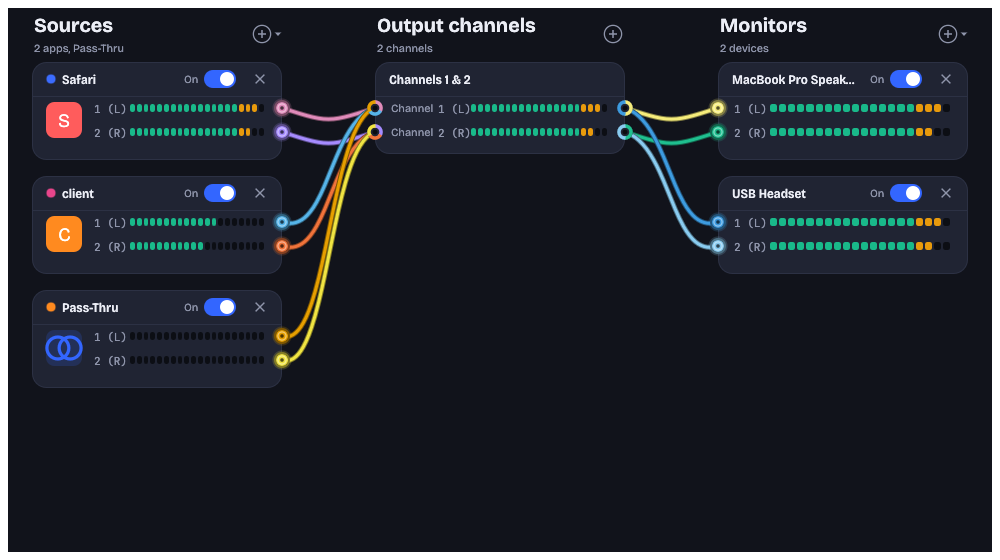 Sources
2 apps, Pass-Thru
Safari
On
S
1 (L)
2 (R)
client
On
C
1 (L)
2 (R)
Pass-Thru
On
1 (L)
2 (R)
Output channels
2 channels
Channels 1 & 2
Channel 1 (L)
Channel 2 (R)
Monitors
2 devices
MacBook Pro Speak...
On
1 (L)
2 (R)
USB Headset
On
1 (L)
2 (R)